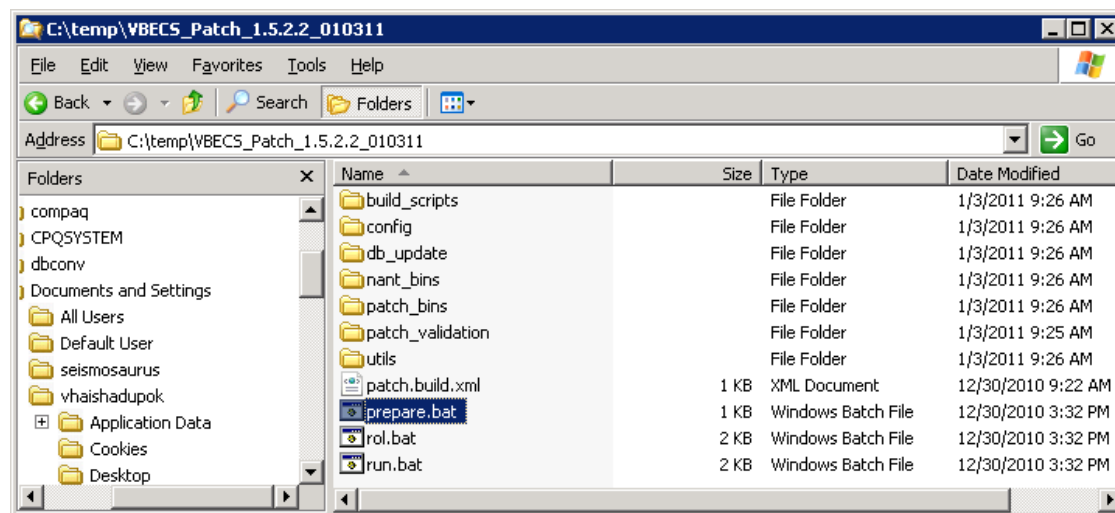 C:\temp\VBECS_Patch_1.5.2.2_010311
File Edit View Favorites Tools Help
Back Search Folders
Address C:\temp\VBECS_Patch_1.5.2.2_010311 Go
Folders x Name Size Type Date Modified
compaq
CPQSYSTEM
dbconv
Documents and Settings
All Users
Default User
seismosaurus
vhaishadupok
Application Data
Cookies
Desktop
build_scripts File Folder 1/3/2011 9:26 AM
config File Folder 1/3/2011 9:26 AM
db_update File Folder 1/3/2011 9:26 AM
nant_bins File Folder 1/3/2011 9:26 AM
patch_bins File Folder 1/3/2011 9:26 AM
patch_validation File Folder 1/3/2011 9:25 AM
utils File Folder 1/3/2011 9:26 AM
patch.build.xml 1 KB XML Document 12/30/2010 9:22 AM
prepare.bat 1 KB Windows Batch File 12/30/2010 3:32 PM
rol.bat 2 KB Windows Batch File 12/30/2010 3:32 PM
run.bat 2 KB Windows Batch File 12/30/2010 3:32 PM